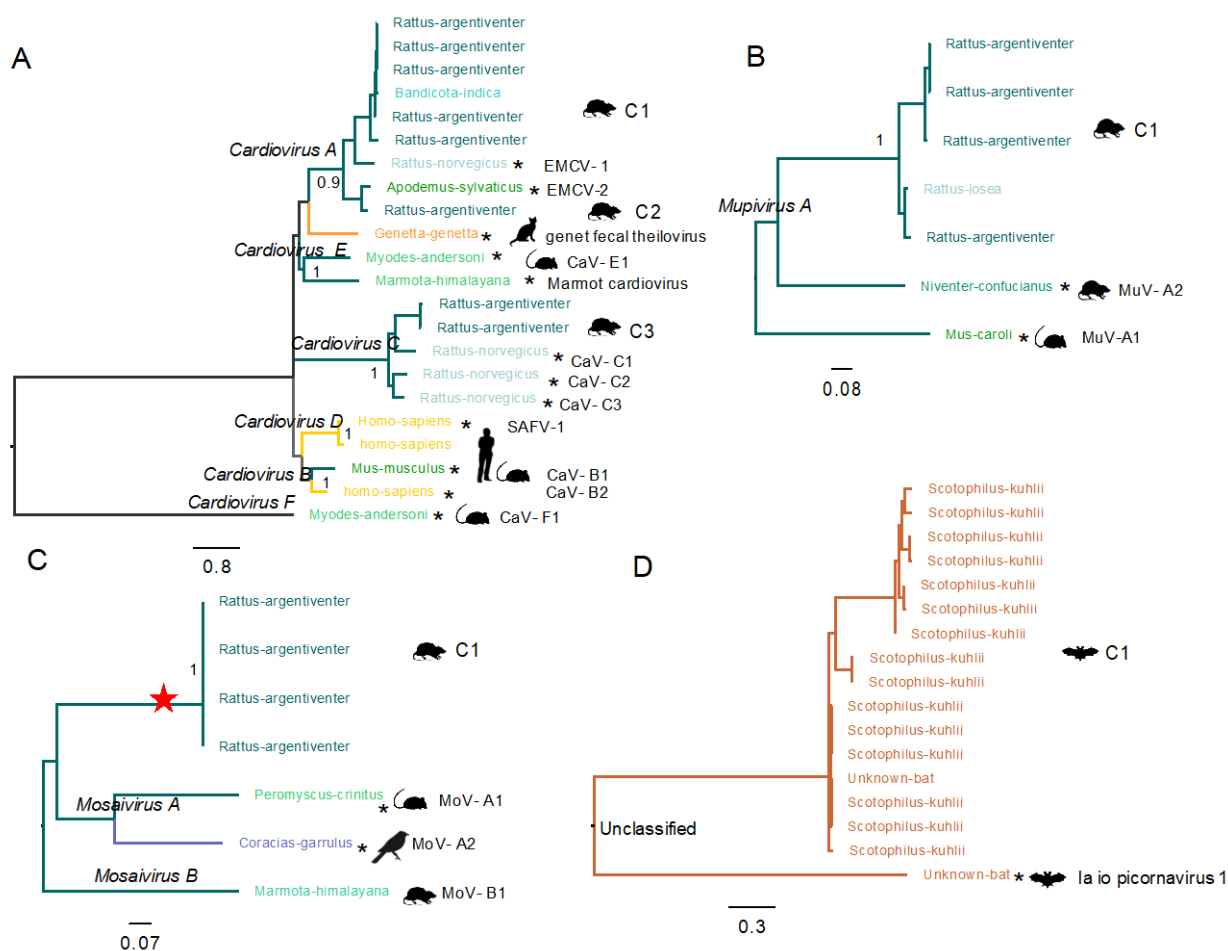 A
Rattus-argentiventer
Rattus-argentiventer
Rattus-argentiventer
Bandicota-indica
C1
Rattus-argentiventer
Rattus-argentiventer
Cardiovirus A
Rattus-norvegicus * EMCV-1
0.9
Apodemus-sylvaticus * EMCV-2
Rattus-argentiventer
C2
Genetta-genetta * genet fecal theilovirus
Cardiovirus E
Myodes-andersoni * CaV-E1
1
Marmota-himalayana * Marmot cardiovirus
Rattus-argentiventer
Rattus-argentiventer
C3
Cardiovirus C
Rattus-norvegicus * CaV-C1
1
Rattus-norvegicus * CaV-C2
Rattus-norvegicus * CaV-C3
Cardiovirus D
Homo-sapiens * SAFV-1
1
homo-sapiens
Cardiovirus B
Mus-musculus * CaV-B1
1
homo-sapiens * CaV-B2
Cardiovirus F
Myodes-andersoni * CaV-F1
0.8
B
Rattus-argentiventer
Rattus-argentiventer
C1
1
Rattus-argentiventer
Rattus-losea
Mupivirus A
Rattus-argentiventer
Niventer-confucianus * MuV-A2
Mus-caroli * MuV-A1
0.08
C
Rattus-argentiventer
Rattus-argentiventer
C1
1
Rattus-argentiventer
Rattus-argentiventer
Mosaivirus A
Peromyscus-crinitus * MoV-A1
Coracias-garrulus * MoV-A2
Mosaivirus B
Marmota-himalayana MoV-B1
0.07
D
Scotophilus-kuhlii
Scotophilus-kuhlii
Scotophilus-kuhlii
Scotophilus-kuhlii
Scotophilus-kuhlii
Scotophilus-kuhlii
Scotophilus-kuhlii
C1
Scotophilus-kuhlii
Scotophilus-kuhlii
Scotophilus-kuhlii
Scotophilus-kuhlii
Scotophilus-kuhlii
Unknown-bat
Scotophilus-kuhlii
Scotophilus-kuhlii
Scotophilus-kuhlii
Unclassified
Unknown-bat * Ia io picornavirus 1
0.3